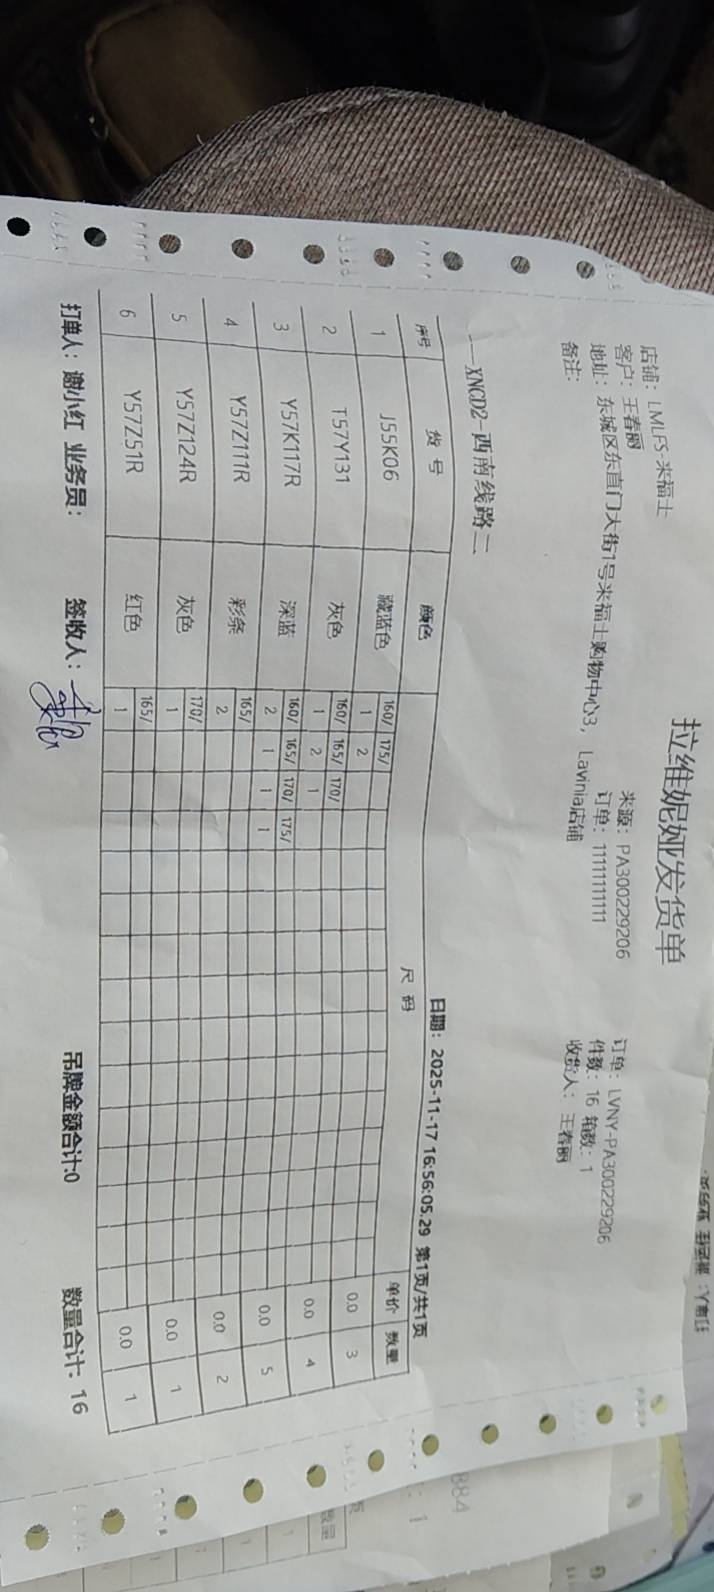 拉维妮娅发货单
店铺：LMLFS-来福士
客户：王春丽 来源：PA300229206 订单：LVNY-PA300229206
地址：东城区东直门大街1号来福士购物中心3， Lavinia店铺 订单：11111111111 件数：16 箱数：1
备注： 收货人：王春丽
XNCD2-西南线路二 日期：2025-11-17 16:56:05.29 第1页/共1页
序号 货号 颜色 尺码 单价 数量
1 J55K06 藏蓝色 160/ 175/ 0.0 3
1 2
2 T57Y131 灰色 160/ 165/ 170/ 0.0 4
1 2 1
3 Y57K117R 深蓝 160/ 165/ 170/ 175/ 0.0 5
2 1 1 1
4 Y57Z111R 彩条 165/ 0.0 2
2
5 Y57Z124R 灰色 170/ 0.0 1
1
6 Y57Z51R 红色 165/ 0.0 1
1
打单人：谢小红 业务员： 签收人： 吊牌金额合计:0 数量合计：16
884
: 1
数量